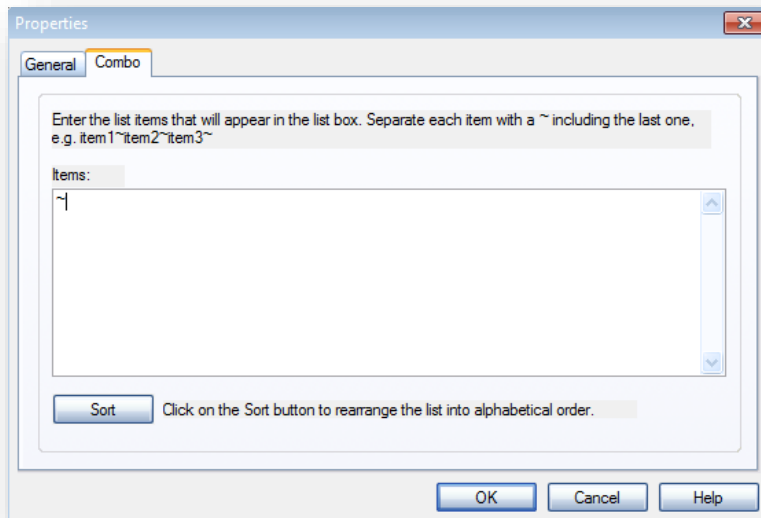 Properties
General Combo
Enter the list items that will appear in the list box. Separate each item with a ~ including the last one,
e.g. item1~item2~item3~
Items:
~
Sort Click on the Sort button to rearrange the list into alphabetical order.
OK Cancel Help